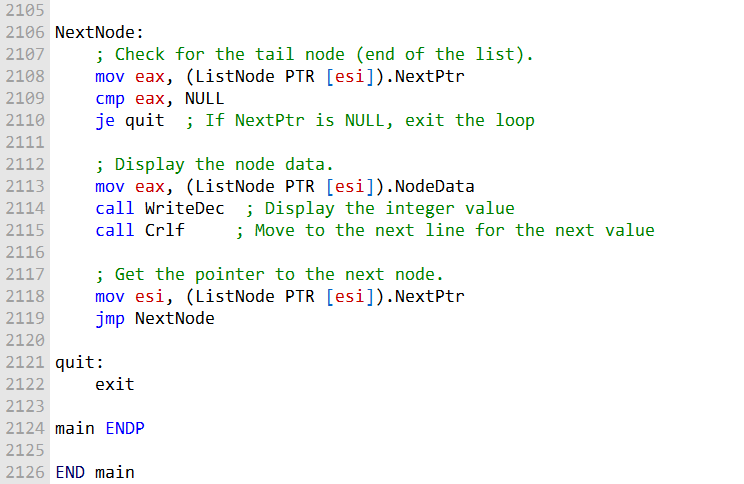 2105
2106 NextNode:
2107     ; Check for the tail node (end of the list).
2108     mov eax, (ListNode PTR [esi]).NextPtr
2109     cmp eax, NULL
2110     je quit  ; If NextPtr is NULL, exit the loop
2111
2112     ; Display the node data.
2113     mov eax, (ListNode PTR [esi]).NodeData
2114     call WriteDec  ; Display the integer value
2115     call Crlf     ; Move to the next line for the next value
2116
2117     ; Get the pointer to the next node.
2118     mov esi, (ListNode PTR [esi]).NextPtr
2119     jmp NextNode
2120
2121 quit:
2122     exit
2123
2124 main ENDP
2125
2126 END main